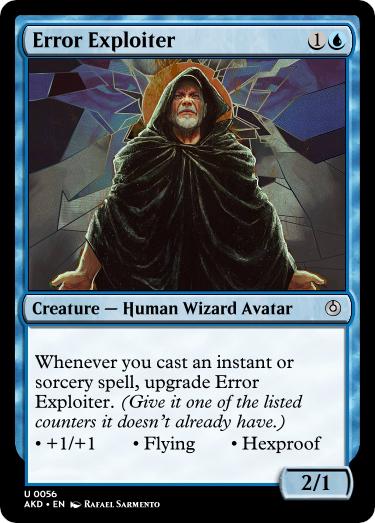 Error Exploiter 1
Creature — Human Wizard Avatar
Whenever you cast an instant or
sorcery spell, upgrade Error
Exploiter. (Give it one of the listed
counters it doesn't already have.)
• +1/+1 • Flying • Hexproof
2/1
U 0056
AKD • EN Rafael Sarmento